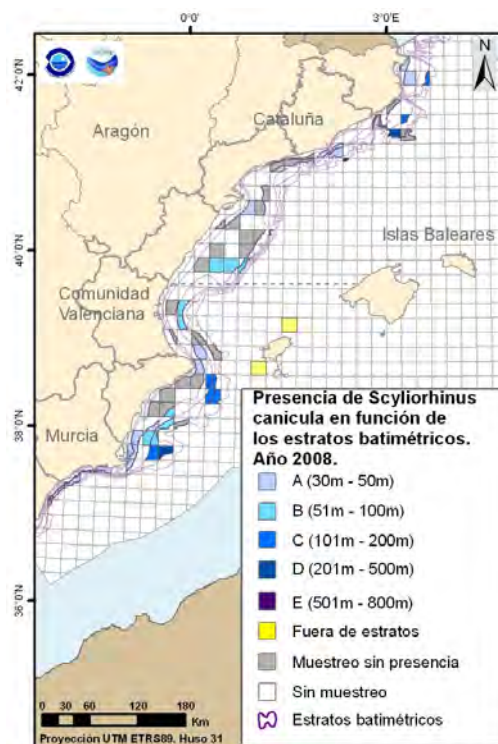 0°0'
3°0'E
N
42°0'N
Cataluña
Aragón
40°0'N
Islas Baleares
Comunidad
Valenciana
38°0'N
Murcia
36°0'N
Presencia de Scyliorhinus
canicula en función de
los estratos batimétricos.
Año 2008.
A (30m - 50m)
B (51m - 100m)
C (101m - 200m)
D (201m - 500m)
E (501m - 800m)
Fuera de estratos
Muestreo sin presencia
Sin muestreo
Estratos batimétricos
0 30 60 120 180
Km
Proyección UTM ETRS89. Huso 31